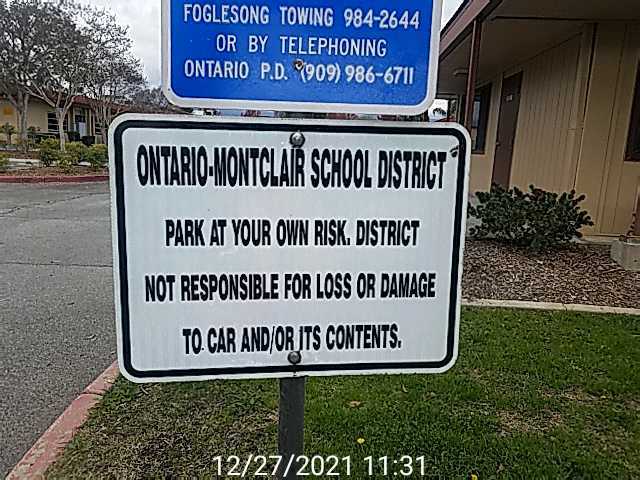 FOGLESONG TOWING 984-2644
OR BY TELEPHONING
ONTARIO P.D. (909) 986-6711
ONTARIO-MONTCLAIR SCHOOL DISTRICT
PARK AT YOUR OWN RISK. DISTRICT
NOT RESPONSIBLE FOR LOSS OR DAMAGE
TO CAR AND/OR ITS CONTENTS.
12/27/2021 11:31